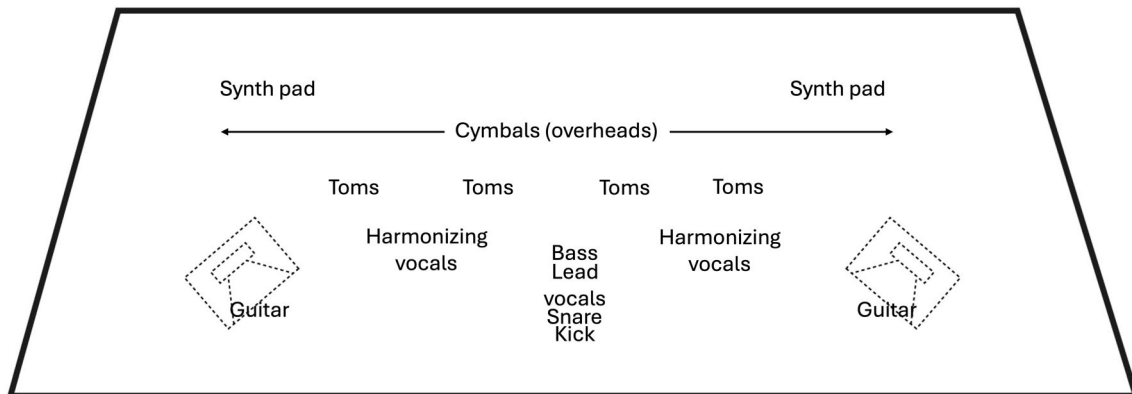 Synth pad Synth pad
Cymbals (overheads)
Toms Toms Toms Toms
Harmonizing
vocals
Harmonizing
vocals
Bass
Lead
vocals
Snare
Kick
Guitar Guitar